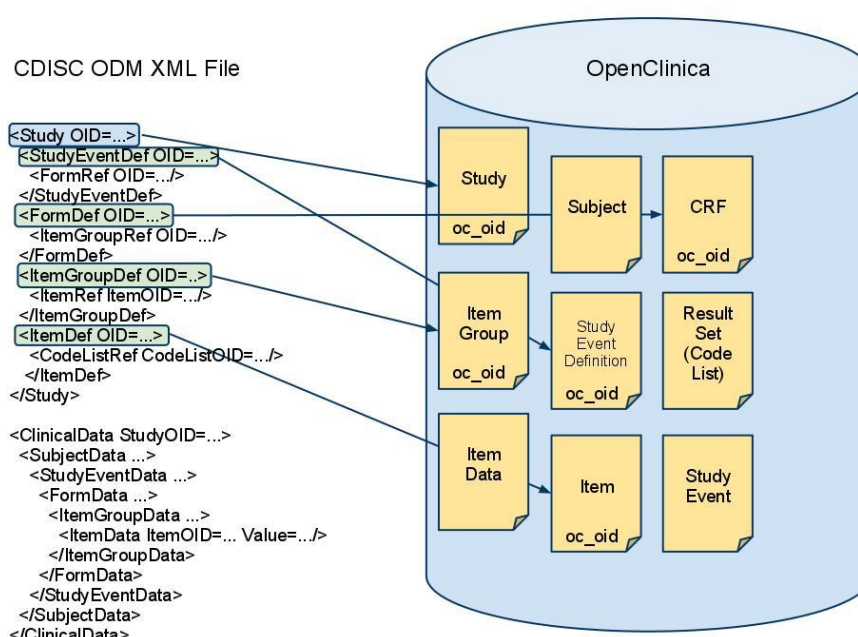 CDISC ODM XML File
<Study OID=...>
<StudyEventDef OID=...>
<FormRef OID=.../>
</StudyEventDef>
<FormDef OID=...>
<ItemGroupRef OID=.../>
</FormDef>
<ItemGroupDef OID=..>
<ItemRef ItemOID=.../>
</ItemGroupDef>
<ItemDef OID=...>
<CodeListRef CodeListOID=.../>
</ItemDef>
</Study>
<ClinicalData StudyOID=...>
<SubjectData ...>
<StudyEventData ...>
<FormData ...>
<ItemGroupData ...>
<ItemData ItemOID=... Value=.../>
</ItemGroupData>
</FormData>
</StudyEventData>
</SubjectData>
</ClinicalData>
OpenClinica
Study
oc_oid
Subject
CRF
oc_oid
Item
Group
oc_oid
Study
Event
Definition
oc_oid
Result
Set
(Code
List)
Item
Data
Item
oc_oid
Study
Event